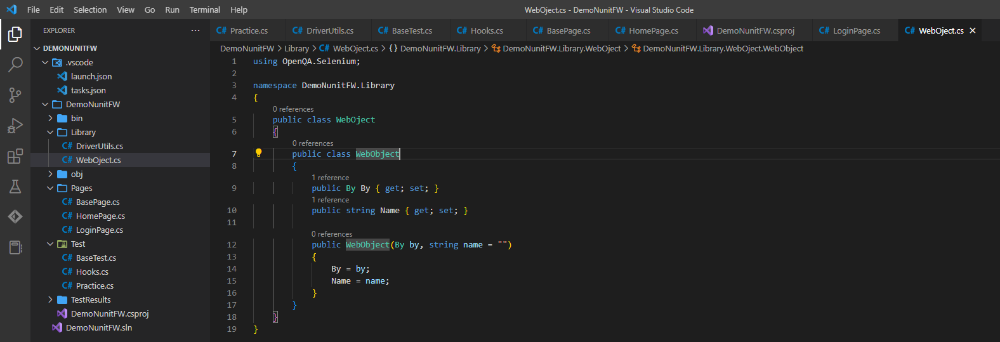 File Edit Selection View Go Run Terminal Help WebOject.cs - DemoNunitFW - Visual Studio Code
EXPLORER ···
DEMONUNITFW
.vscode
launch.json
tasks.json
DemoNunitFW
bin
Library
C# DriverUtils.cs
C# WebOject.cs
obj
Pages
C# BasePage.cs
C# HomePage.cs
C# LoginPage.cs
Test
C# BaseTest.cs
C# Hooks.cs
C# Practice.cs
TestResults
DemoNunitFW.csproj
DemoNunitFW.sln
C# Practice.cs C# DriverUtils.cs C# BaseTest.cs C# Hooks.cs C# BasePage.cs C# HomePage.cs DemoNunitFW.csproj C# LoginPage.cs C# WebOject.cs
DemoNunitFW > Library > C# WebOject.cs > {} DemoNunitFW.Library > DemoNunitFW.Library.WebOject > DemoNunitFW.Library.WebOject.WebObject
1 using OpenQA.Selenium;
2
3 namespace DemoNunitFW.Library
4 {
0 references
5 public class WebOject
6 {
0 references
7 public class WebObject
8 {
1 reference
9 public By By { get; set; }
1 reference
10 public string Name { get; set; }
11
0 references
12 public WebObject(By by, string name = "")
13 {
14 By = by;
15 Name = name;
16 }
17 }
18 }
19 }